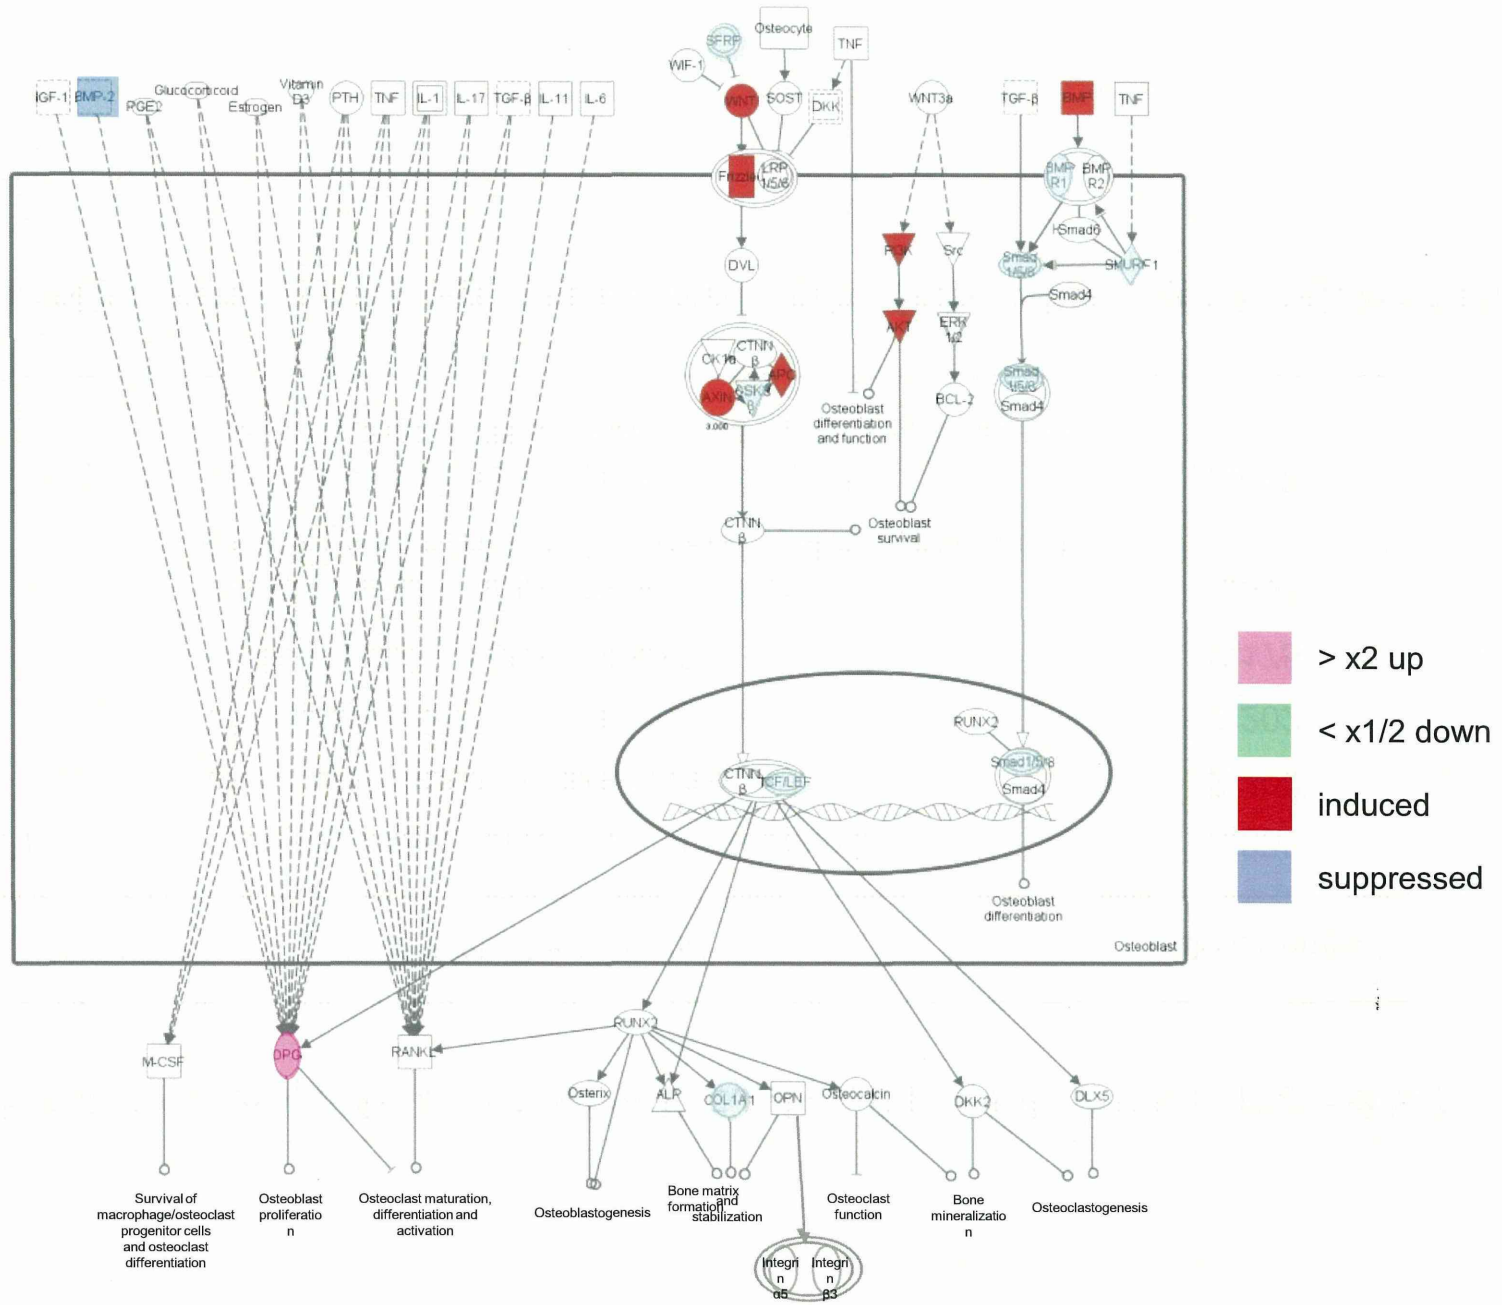 SFRP
Osteocyte
TNF
WIF-1
IGF-1
BMP-2
PGE2
Glucocorticoid
Estrogen
Vitamin
D3
PTH
TNF
IL-1
IL-17
TGF-β
IL-11
IL-6
WNT
SOST
DKK
WNT3a
TGF-β
BMP
TNF
Frizzled
LRP
1/5/6
BMP
R1
BMP
R2
Smad6
DVL
PI3K
Src
Smad
1/5/8
SMURF1
Smad4
AKT
ERK
1/2
CK1α
CTNN
β
APC
AXIN
GSK3
β
3.000
BCL-2
Smad
1/5/8
Smad4
Osteoblast
differentiation
and function
CTNN
β
Osteoblast
survival
> x2 up
< x1/2 down
induced
suppressed
RUNX2
CTNN
β
TCF/LEF
Smad1/5/8
Smad4
Osteoblast
differentiation
Osteoblast
M-CSF
OPG
RANKL
RUNX2
Osterix
ALP
COL1A1
OPN
Osteocalcin
DKK2
DLX5
Survival of
macrophage/osteoclast
progenitor cells
and osteoclast
differentiation
Osteoblast
proliferatio
n
Osteoclast maturation,
differentiation and
activation
Osteoblastogenesis
Bone matrix
formation and
stabilization
Osteoclast
function
Bone
mineralizatio
n
Osteoclastogenesis
Integri
n
α5
Integri
n
β3